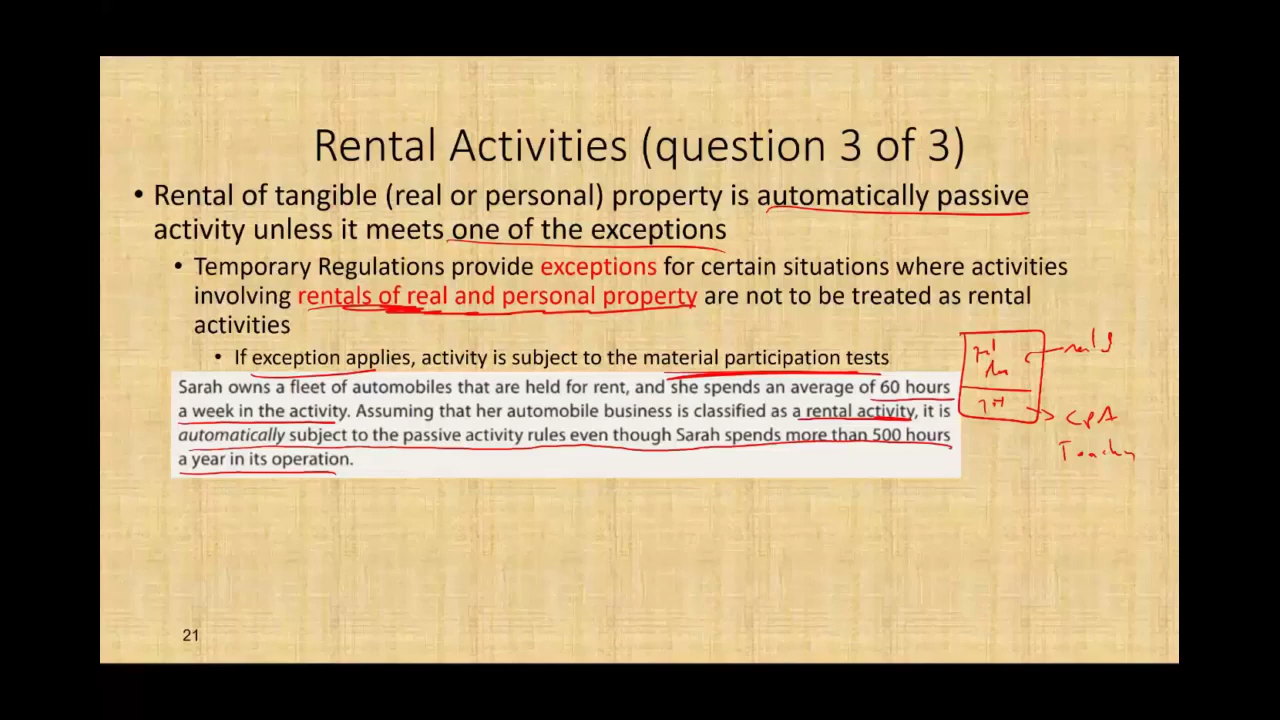 Rental Activities (question 3 of 3)
• Rental of tangible (real or personal) property is automatically passive
activity unless it meets one of the exceptions
• Temporary Regulations provide exceptions for certain situations where activities
involving rentals of real and personal property are not to be treated as rental
activities
• If exception applies, activity is subject to the material participation tests
Sarah owns a fleet of automobiles that are held for rent, and she spends an average of 60 hours
a week in the activity. Assuming that her automobile business is classified as a rental activity, it is
automatically subject to the passive activity rules even though Sarah spends more than 500 hours
a year in its operation.
CPA
21